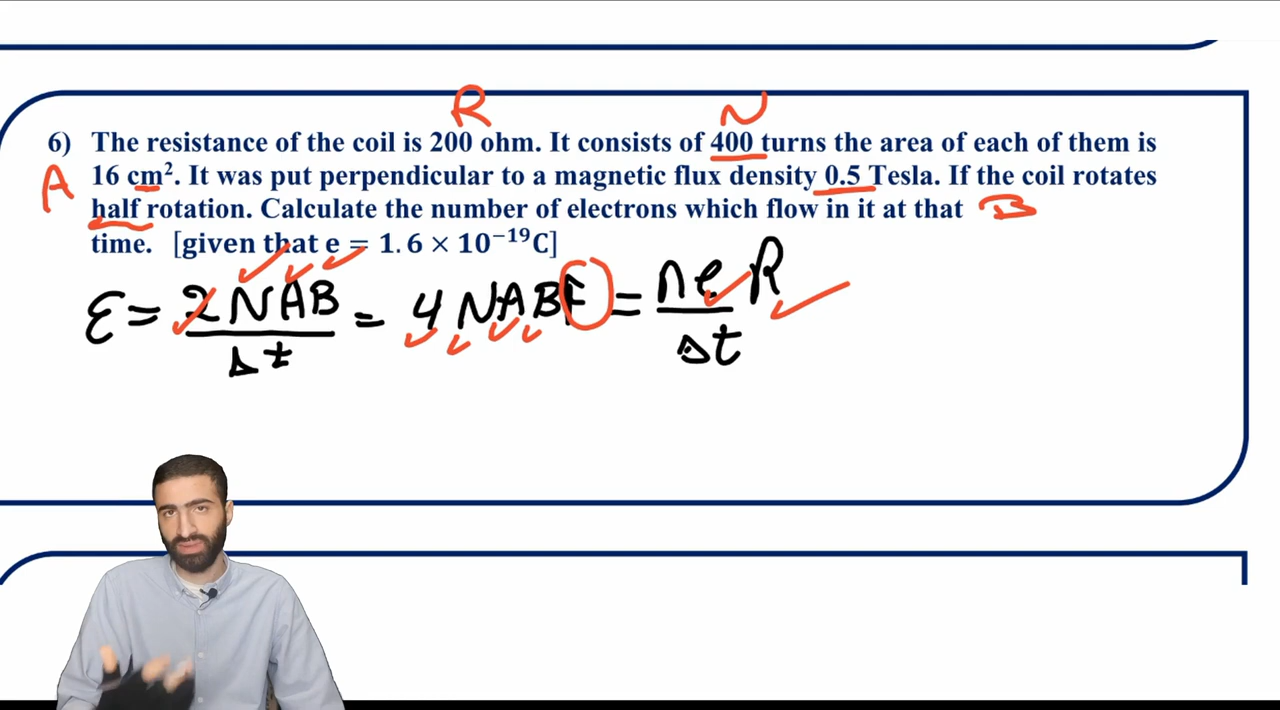 R N
6) The resistance of the coil is 200 ohm. It consists of 400 turns the area of each of them is
A 16 cm². It was put perpendicular to a magnetic flux density 0.5 Tesla. If the coil rotates
half rotation. Calculate the number of electrons which flow in it at that B
time. [given that e = 1.6 × 10⁻¹⁹C]
ε = 2NAB/Δt = 4NABF = ne/Δt R